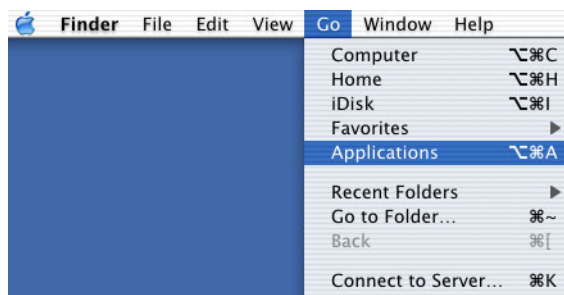 Finder File Edit View Go Window Help
Computer ⌥⌘C
Home ⌥⌘H
iDisk ⌥⌘I
Favorites ▶
Applications ⌥⌘A
Recent Folders ▶
Go to Folder... ⌘~
Back ⌘[
Connect to Server... ⌘K